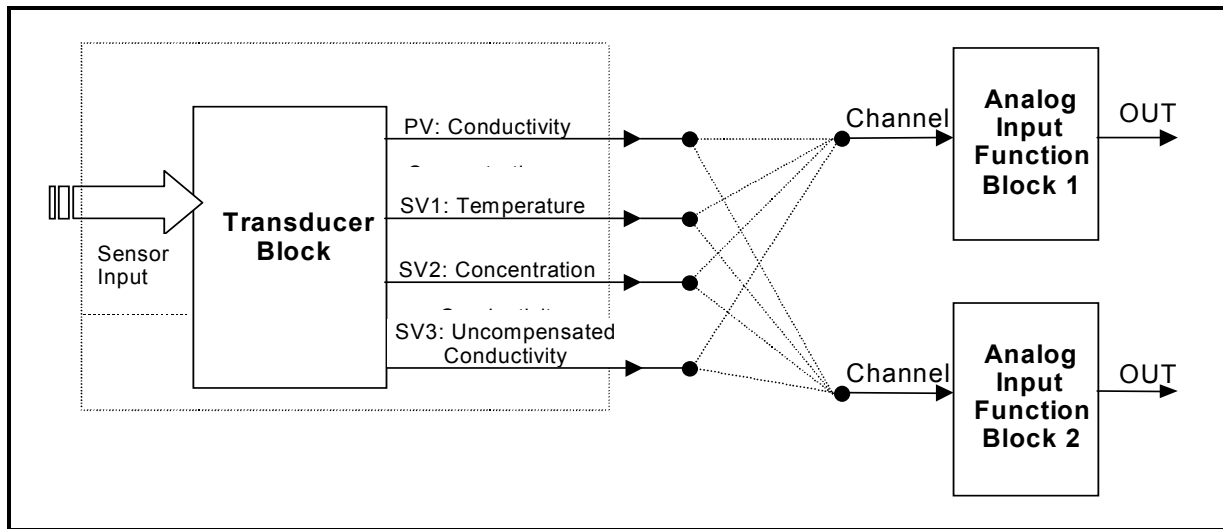 PV: Conductivity
SV1: Temperature
SV2: Concentration
SV3: Uncompensated
Conductivity
Sensor
Input
Transducer
Block
Channel
Analog
Input
Function
Block 1
OUT
Channel
Analog
Input
Function
Block 2
OUT